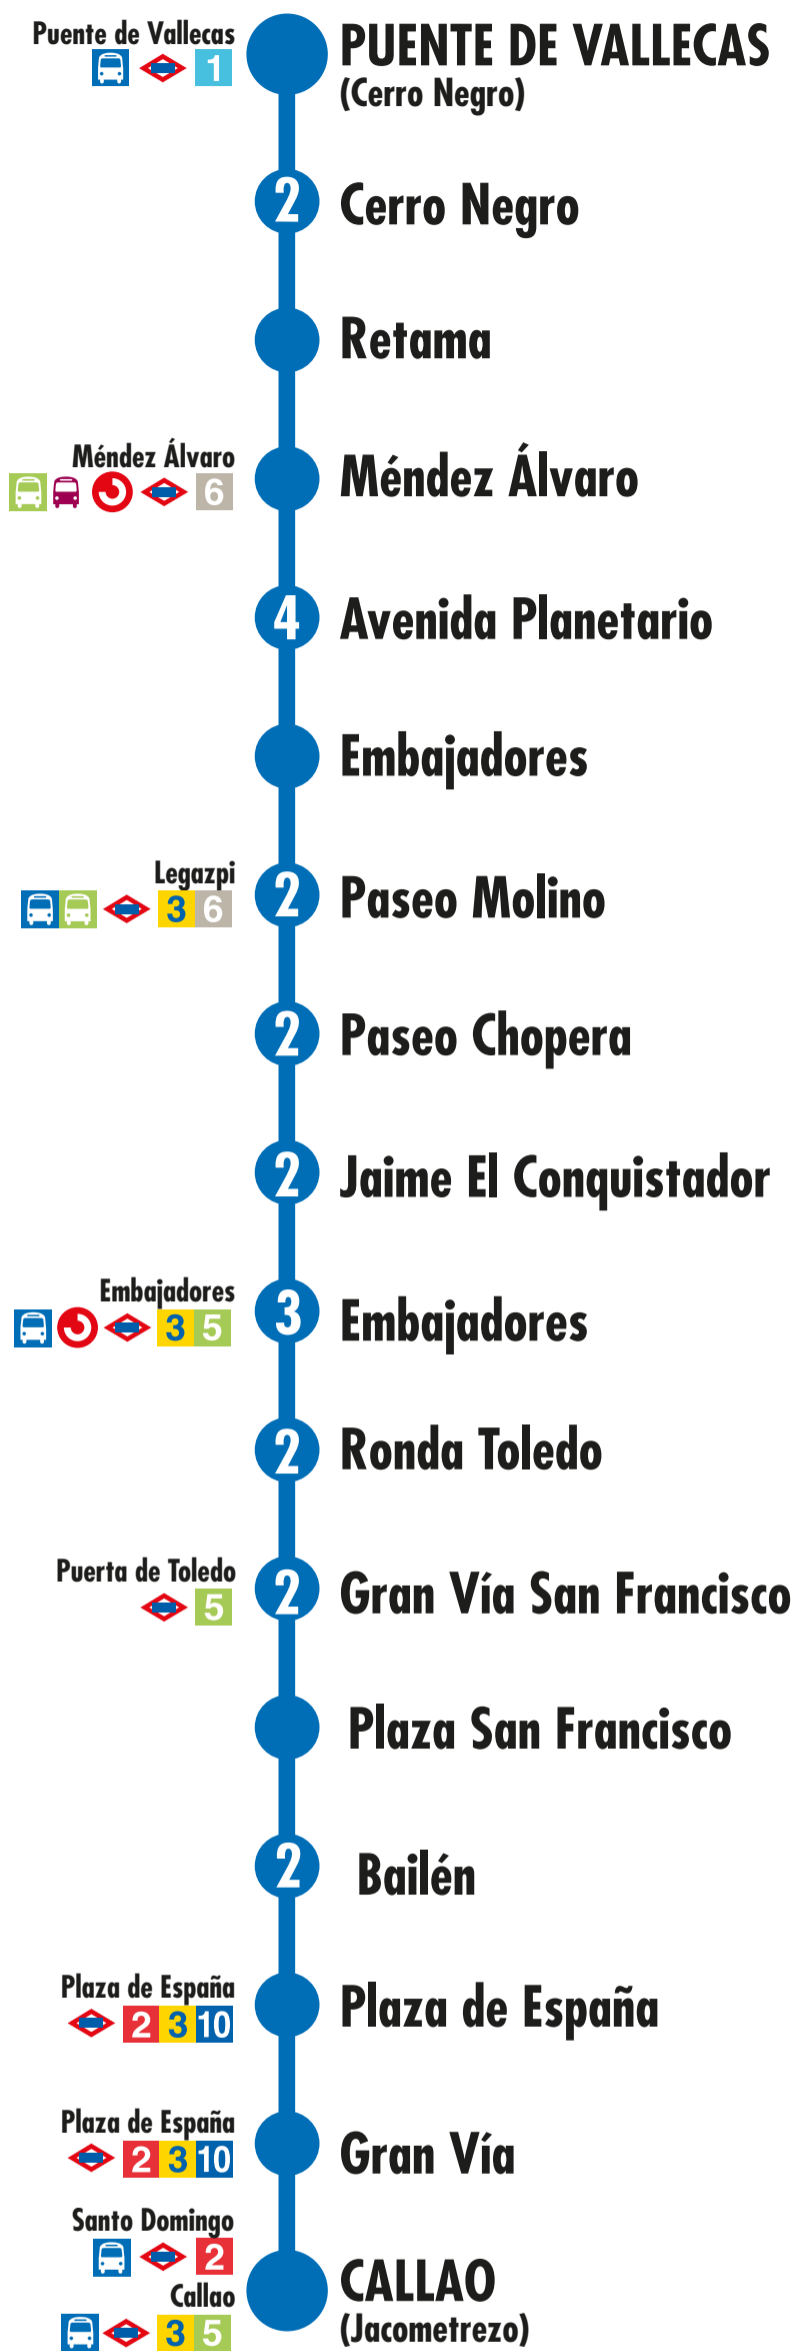 Puente de Vallecas
1
PUENTE DE VALLECAS
(Cerro Negro)
2 Cerro Negro
Retama
Méndez Álvaro
6
Méndez Álvaro
4 Avenida Planetario
Embajadores
Legazpi
3 6
2 Paseo Molino
2 Paseo Chopera
2 Jaime El Conquistador
Embajadores
3 5
3 Embajadores
2 Ronda Toledo
Puerta de Toledo
5
2 Gran Vía San Francisco
Plaza San Francisco
2 Bailén
Plaza de España
2 3 10
Plaza de España
Plaza de España
2 3 10
Gran Vía
Santo Domingo
2
Callao
3 5
CALLAO
(Jacometrezo)